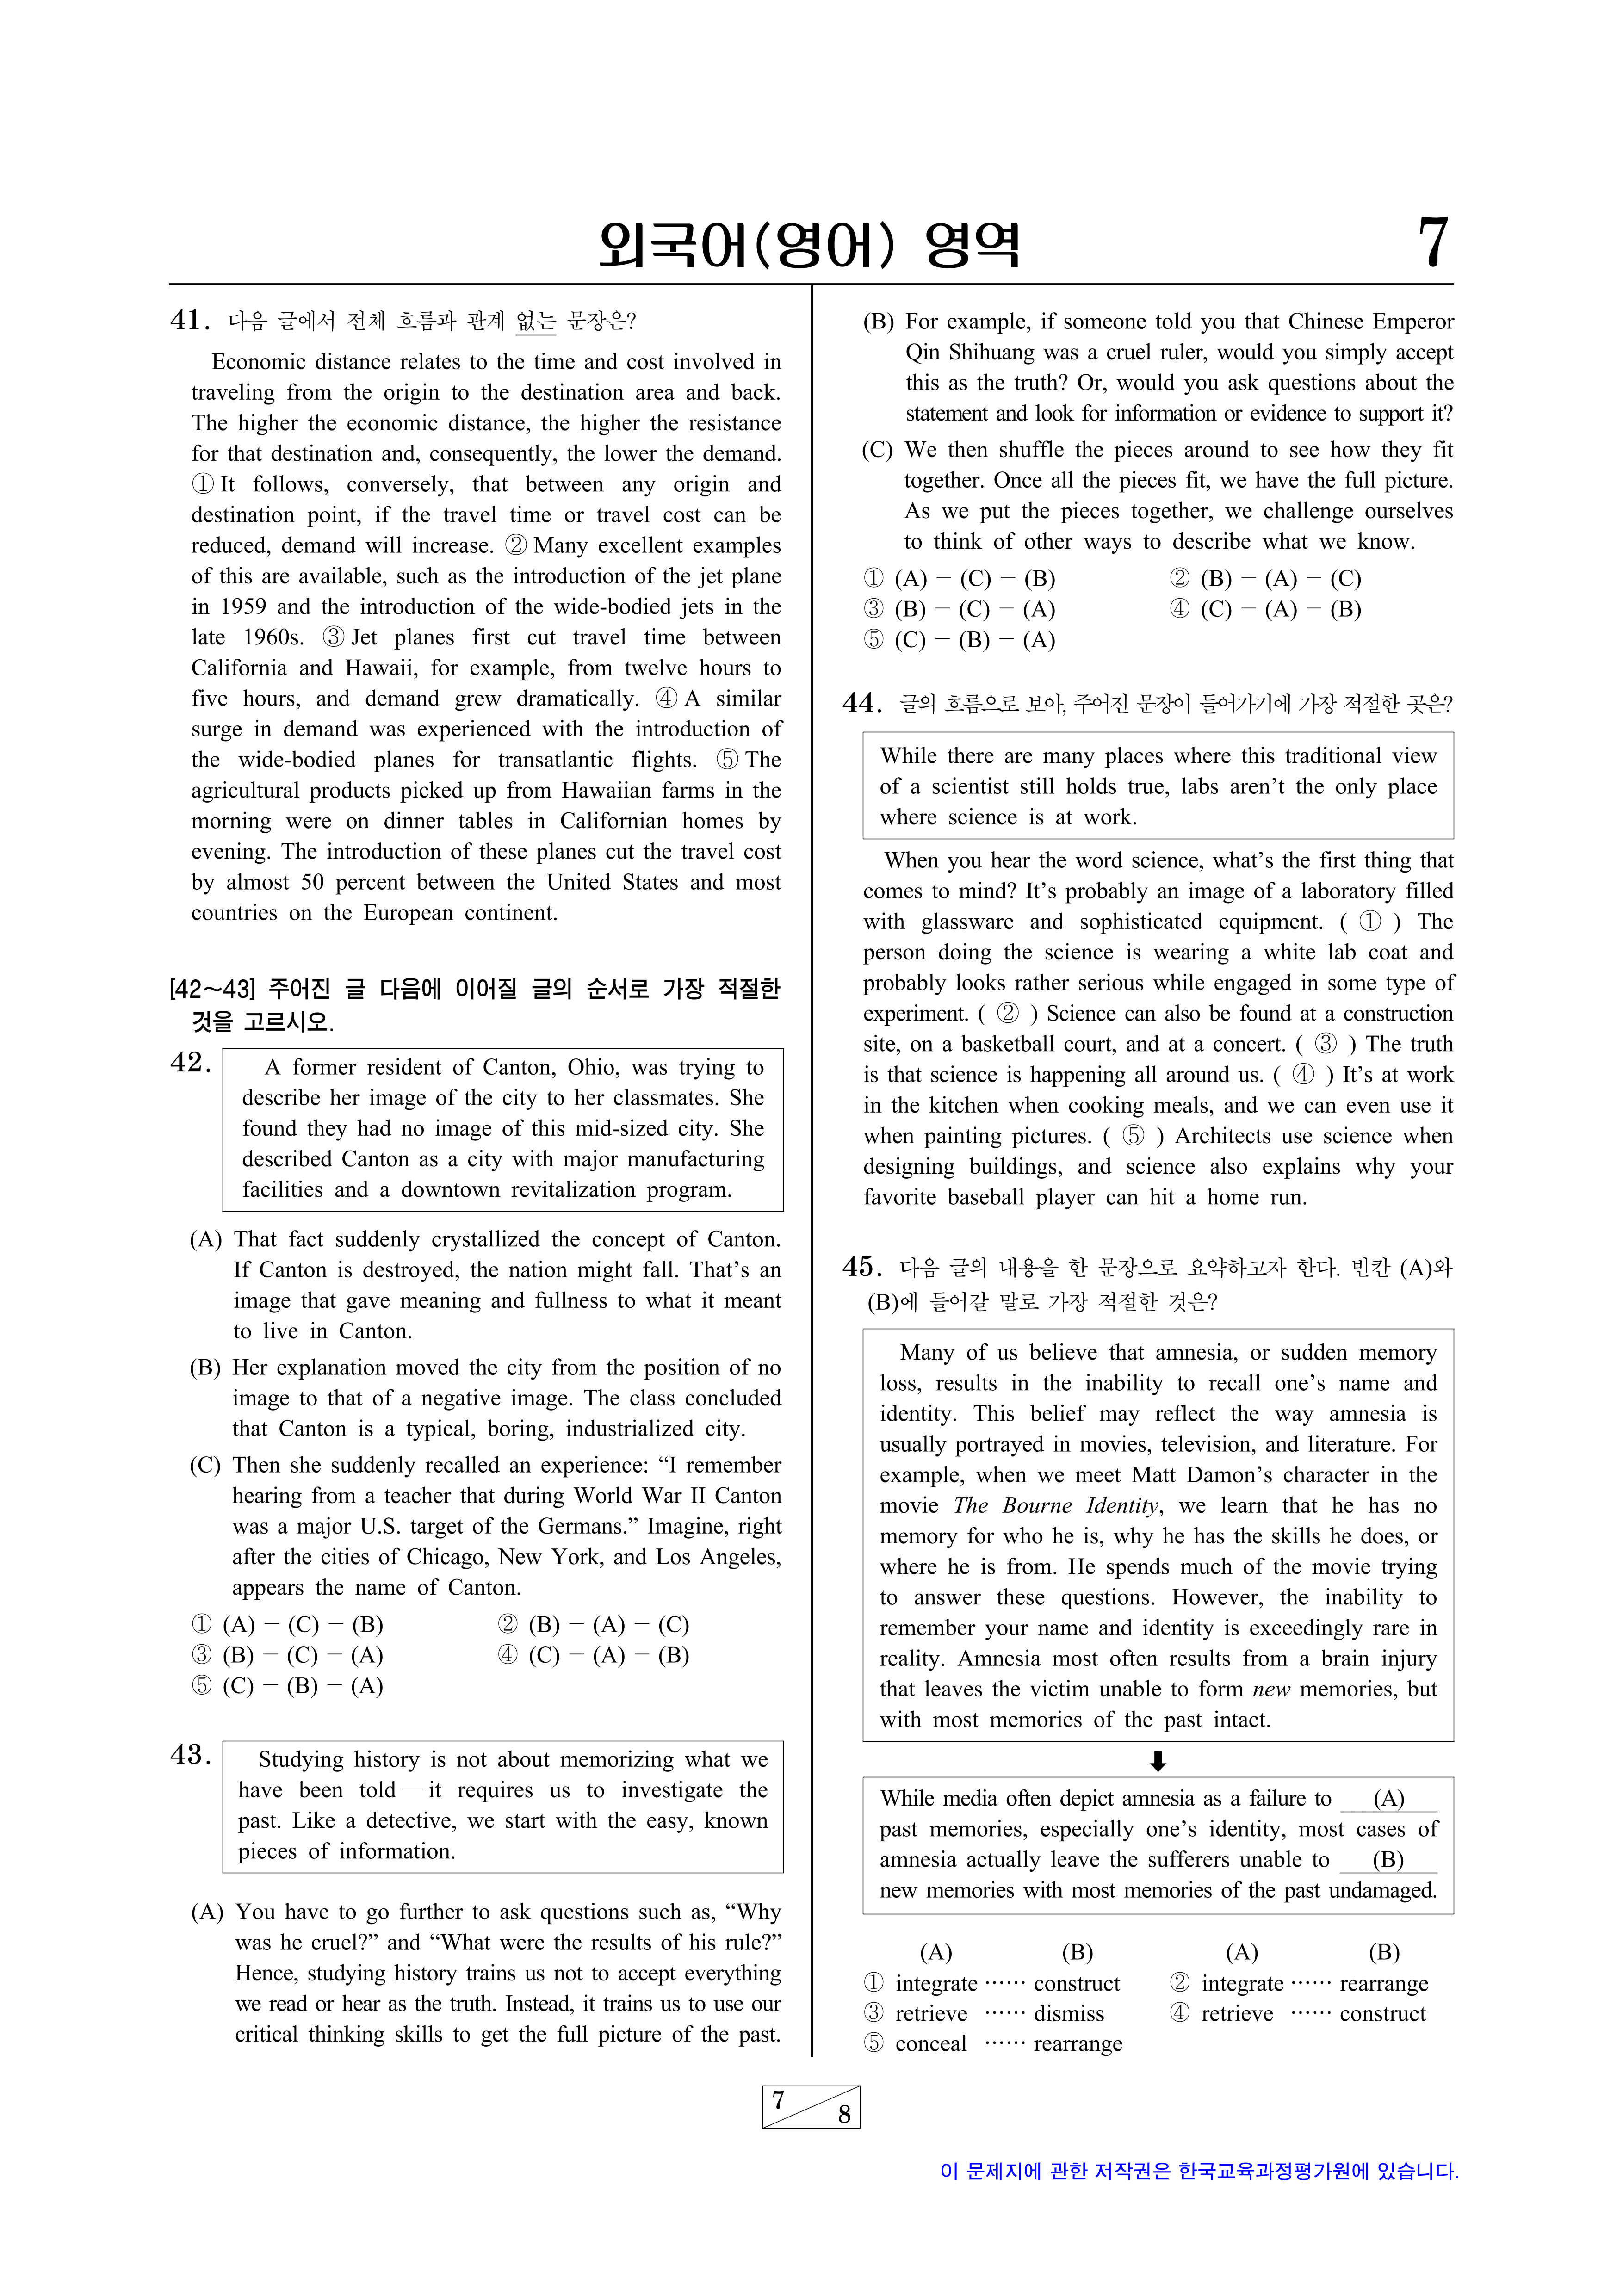 외국어(영어) 영역
7
41. 다음 글에서 전체 흐름과 관계 없는 문장은?
Economic distance relates to the time and cost involved in
traveling from the origin to the destination area and back.
The higher the economic distance, the higher the resistance
for that destination and, consequently, the lower the demand.
① It follows, conversely, that between any origin and
destination point, if the travel time or travel cost can be
reduced, demand will increase. ② Many excellent examples
of this are available, such as the introduction of the jet plane
in 1959 and the introduction of the wide-bodied jets in the
late 1960s. ③ Jet planes first cut travel time between
California and Hawaii, for example, from twelve hours to
five hours, and demand grew dramatically. ④ A similar
surge in demand was experienced with the introduction of
the wide-bodied planes for transatlantic flights. ⑤ The
agricultural products picked up from Hawaiian farms in the
morning were on dinner tables in Californian homes by
evening. The introduction of these planes cut the travel cost
by almost 50 percent between the United States and most
countries on the European continent.
[42~43] 주어진 글 다음에 이어질 글의 순서로 가장 적절한
것을 고르시오.
42.
A former resident of Canton, Ohio, was trying to
describe her image of the city to her classmates. She
found they had no image of this mid-sized city. She
described Canton as a city with major manufacturing
facilities and a downtown revitalization program.
(A) That fact suddenly crystallized the concept of Canton.
If Canton is destroyed, the nation might fall. That's an
image that gave meaning and fullness to what it meant
to live in Canton.
(B) Her explanation moved the city from the position of no
image to that of a negative image. The class concluded
that Canton is a typical, boring, industrialized city.
(C) Then she suddenly recalled an experience: “I remember
hearing from a teacher that during World War II Canton
was a major U.S. target of the Germans.” Imagine, right
after the cities of Chicago, New York, and Los Angeles,
appears the name of Canton.
① (A) － (C) － (B) ② (B) － (A) － (C)
③ (B) － (C) － (A) ④ (C) － (A) － (B)
⑤ (C) － (B) － (A)
43.
Studying history is not about memorizing what we
have been told — it requires us to investigate the
past. Like a detective, we start with the easy, known
pieces of information.
(A) You have to go further to ask questions such as, “Why
was he cruel?” and “What were the results of his rule?”
Hence, studying history trains us not to accept everything
we read or hear as the truth. Instead, it trains us to use our
critical thinking skills to get the full picture of the past.
(B) For example, if someone told you that Chinese Emperor
Qin Shihuang was a cruel ruler, would you simply accept
this as the truth? Or, would you ask questions about the
statement and look for information or evidence to support it?
(C) We then shuffle the pieces around to see how they fit
together. Once all the pieces fit, we have the full picture.
As we put the pieces together, we challenge ourselves
to think of other ways to describe what we know.
① (A) － (C) － (B) ② (B) － (A) － (C)
③ (B) － (C) － (A) ④ (C) － (A) － (B)
⑤ (C) － (B) － (A)
44. 글의 흐름으로 보아, 주어진 문장이 들어가기에 가장 적절한 곳은?
While there are many places where this traditional view
of a scientist still holds true, labs aren't the only place
where science is at work.
When you hear the word science, what's the first thing that
comes to mind? It's probably an image of a laboratory filled
with glassware and sophisticated equipment. ( ① ) The
person doing the science is wearing a white lab coat and
probably looks rather serious while engaged in some type of
experiment. ( ② ) Science can also be found at a construction
site, on a basketball court, and at a concert. ( ③ ) The truth
is that science is happening all around us. ( ④ ) It's at work
in the kitchen when cooking meals, and we can even use it
when painting pictures. ( ⑤ ) Architects use science when
designing buildings, and science also explains why your
favorite baseball player can hit a home run.
45. 다음 글의 내용을 한 문장으로 요약하고자 한다. 빈칸 (A)와
(B)에 들어갈 말로 가장 적절한 것은?
Many of us believe that amnesia, or sudden memory
loss, results in the inability to recall one's name and
identity. This belief may reflect the way amnesia is
usually portrayed in movies, television, and literature. For
example, when we meet Matt Damon's character in the
movie The Bourne Identity, we learn that he has no
memory for who he is, why he has the skills he does, or
where he is from. He spends much of the movie trying
to answer these questions. However, the inability to
remember your name and identity is exceedingly rare in
reality. Amnesia most often results from a brain injury
that leaves the victim unable to form new memories, but
with most memories of the past intact.
While media often depict amnesia as a failure to (A)
past memories, especially one's identity, most cases of
amnesia actually leave the sufferers unable to (B)
new memories with most memories of the past undamaged.
(A) (B) (A) (B)
① integrate …… construct ② integrate …… rearrange
③ retrieve …… dismiss ④ retrieve …… construct
⑤ conceal …… rearrange
7
8
이 문제지에 관한 저작권은 한국교육과정평가원에 있습니다.